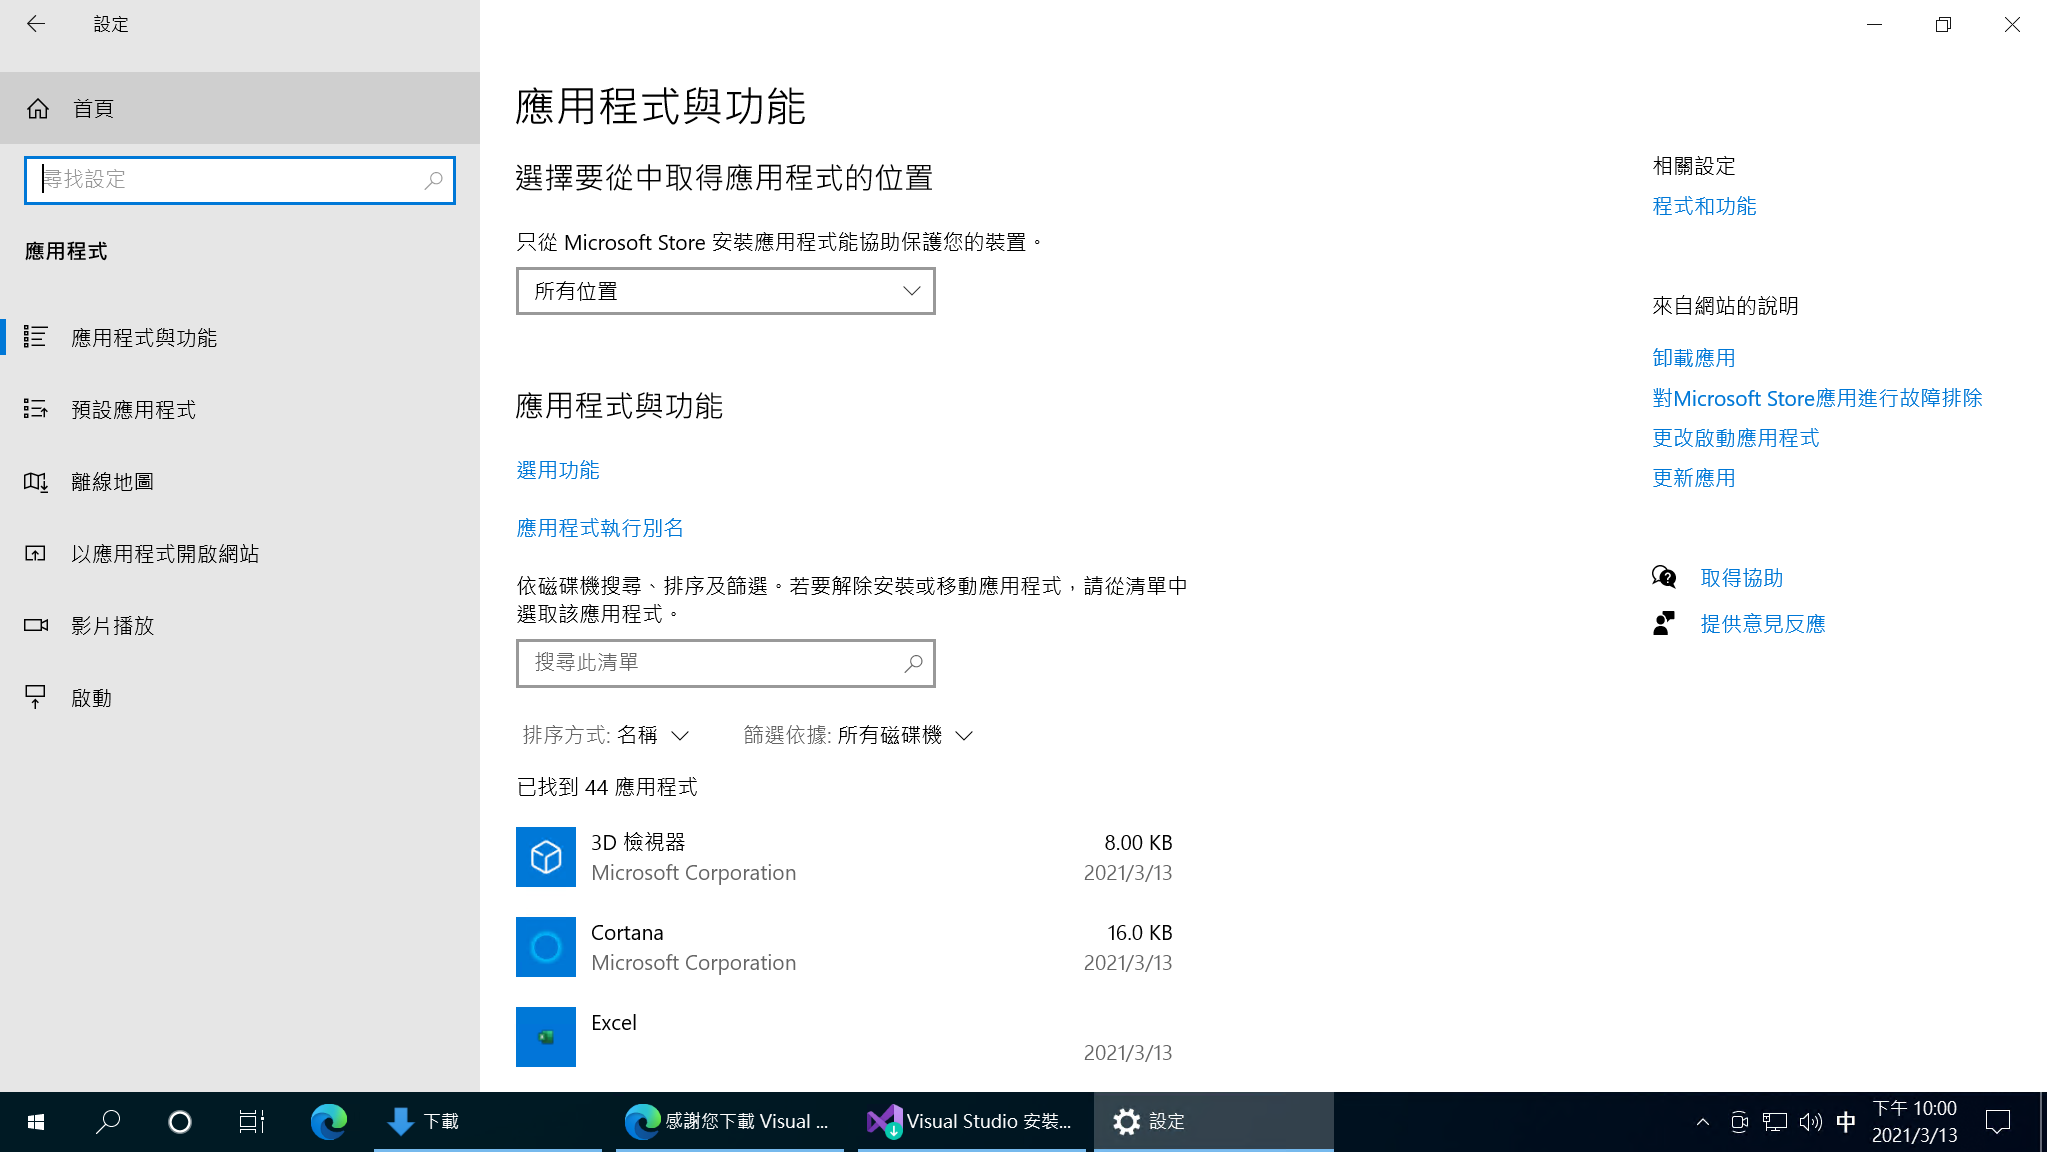 設定
首頁
尋找設定
應用程式
應用程式與功能
預設應用程式
離線地圖
以應用程式開啟網站
影片播放
啟動
應用程式與功能
選擇要從中取得應用程式的位置
只從 Microsoft Store 安裝應用程式能協助保護您的裝置。
所有位置
應用程式與功能
選用功能
應用程式執行別名
依磁碟機搜尋、排序及篩選。若要解除安裝或移動應用程式，請從清單中
選取該應用程式。
搜尋此清單
排序方式: 名稱 篩選依據: 所有磁碟機
已找到 44 應用程式
3D 檢視器 8.00 KB
Microsoft Corporation 2021/3/13
Cortana 16.0 KB
Microsoft Corporation 2021/3/13
Excel
2021/3/13
相關設定
程式和功能
來自網站的說明
卸載應用
對Microsoft Store應用進行故障排除
更改啟動應用程式
更新應用
取得協助
提供意見反應
下載
感謝您下載 Visual ...
Visual Studio 安裝...
設定
中
下午 10:00
2021/3/13